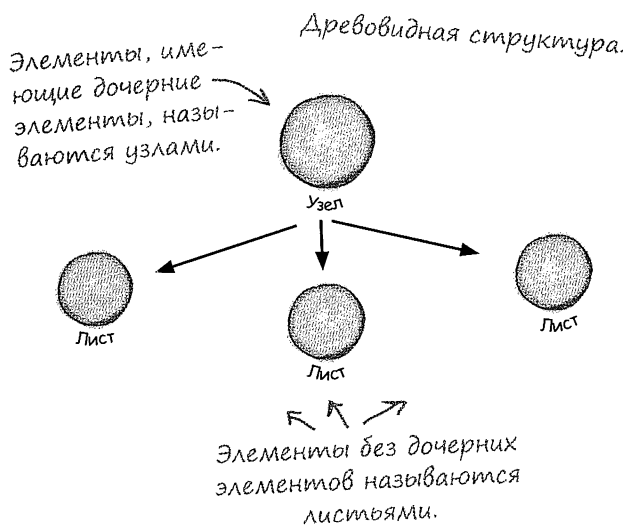 Древовидная структура.
Элементы, име-
ющие дочерние
элементы, назы-
ваются узлами.
Узел
Лист
Лист
Лист
Элементы без дочерних
элементов называются
листьями.